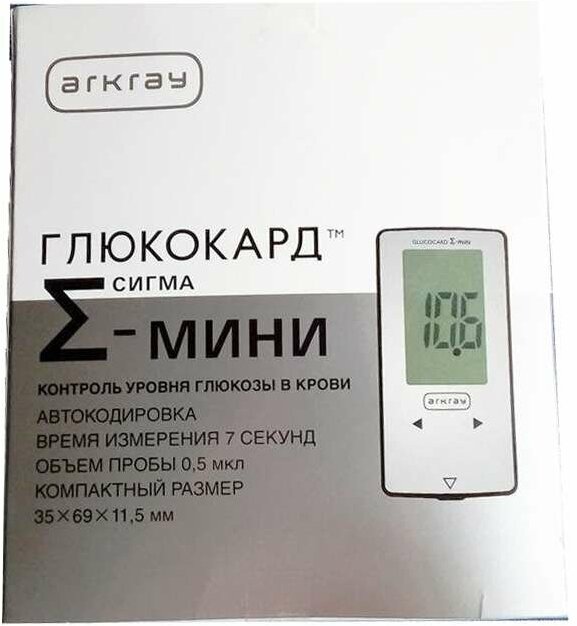 arkray
ГЛЮКОКАРД™
Σ СИГМА
-МИНИ
КОНТРОЛЬ УРОВНЯ ГЛЮКОЗЫ В КРОВИ
АВТОКОДИРОВКА
ВРЕМЯ ИЗМЕРЕНИЯ 7 СЕКУНД
ОБЪЕМ ПРОБЫ 0,5 мкл
КОМПАКТНЫЙ РАЗМЕР
35×69×11,5 мм
GLUCOCARD Σ-MINI
10.6
arkray